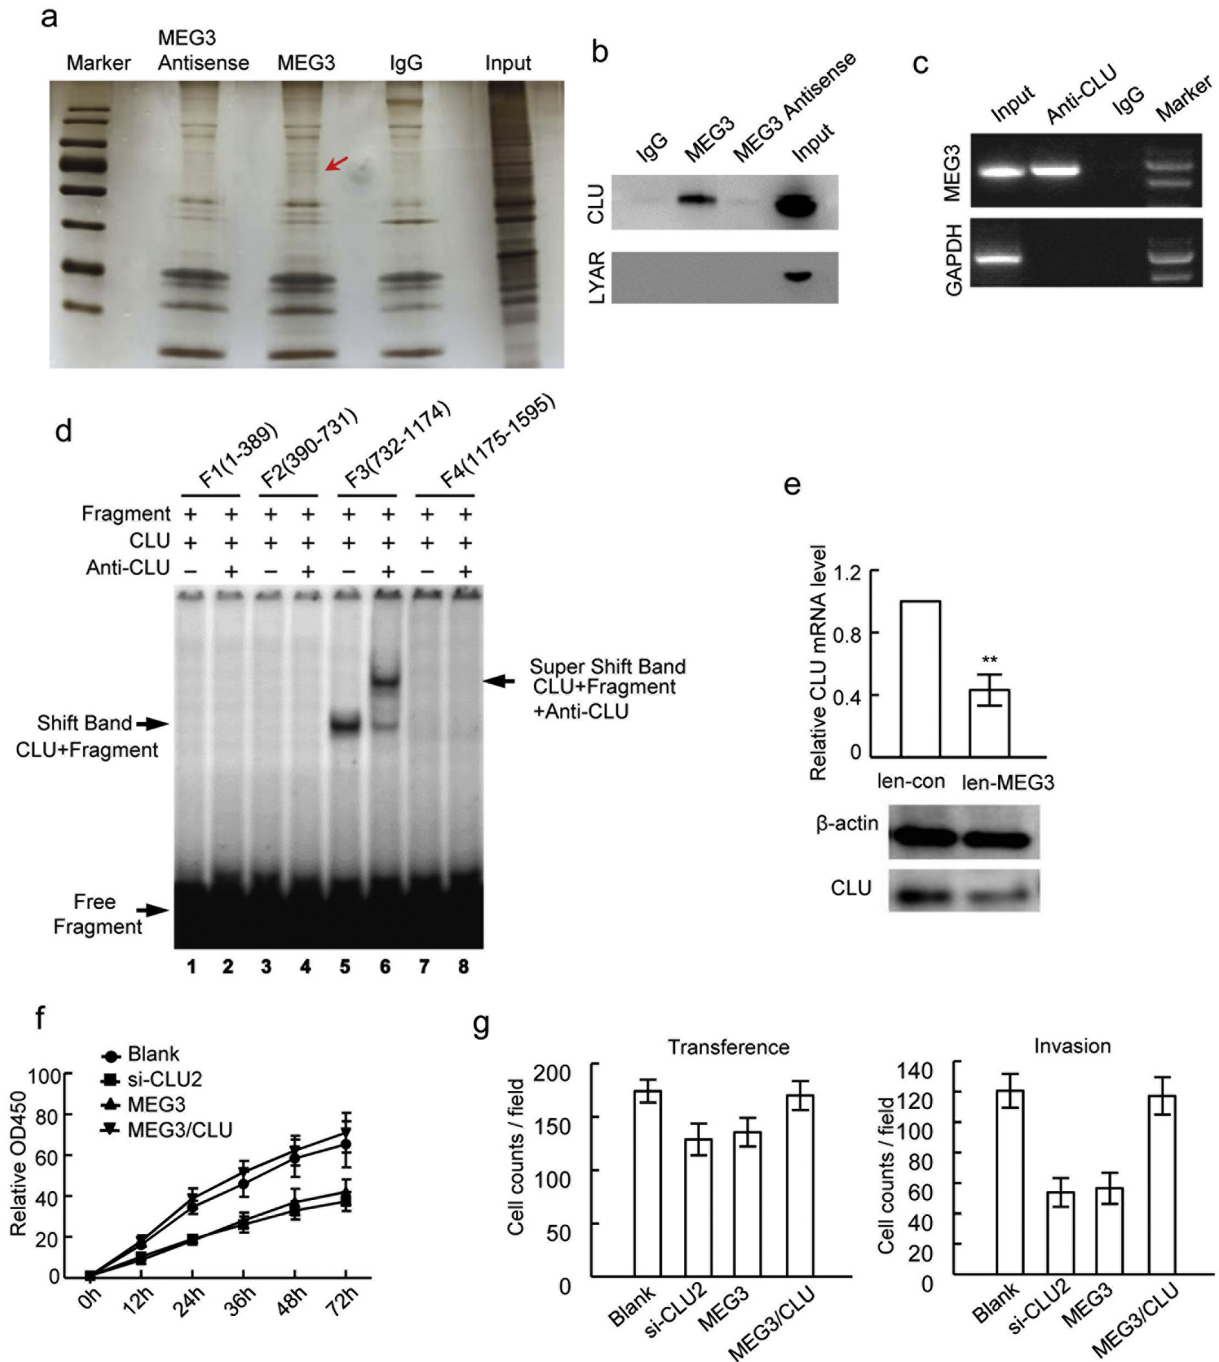 a
MEG3
Marker Antisense MEG3 IgG Input
b
IgG MEG3 MEG3 Antisense Input
CLU
LYAR
c
Input Anti-CLU IgG Marker
MEG3
GAPDH
d
F1(1-389) F2(390-731) F3(732-1174) F4(1175-1595)
Fragment + + + + + + + +
CLU + + + + + + + +
Anti-CLU − + − + − + − +
Super Shift Band
CLU+Fragment
+Anti-CLU
Shift Band
CLU+Fragment
Free
Fragment
1 2 3 4 5 6 7 8
e
Relative CLU mRNA level
1.2
0.8
0.4
0
**
len-con len-MEG3
β-actin
CLU
f
Blank
si-CLU2
MEG3
MEG3/CLU
Relative OD450
100
80
60
40
20
0
0h 12h 24h 36h 48h 72h
g
Transference
Cell counts / field
200
150
100
50
0
Blank si-CLU2 MEG3 MEG3/CLU
Invasion
Cell counts / field
140
120
100
80
60
40
20
0
Blank si-CLU2 MEG3 MEG3/CLU